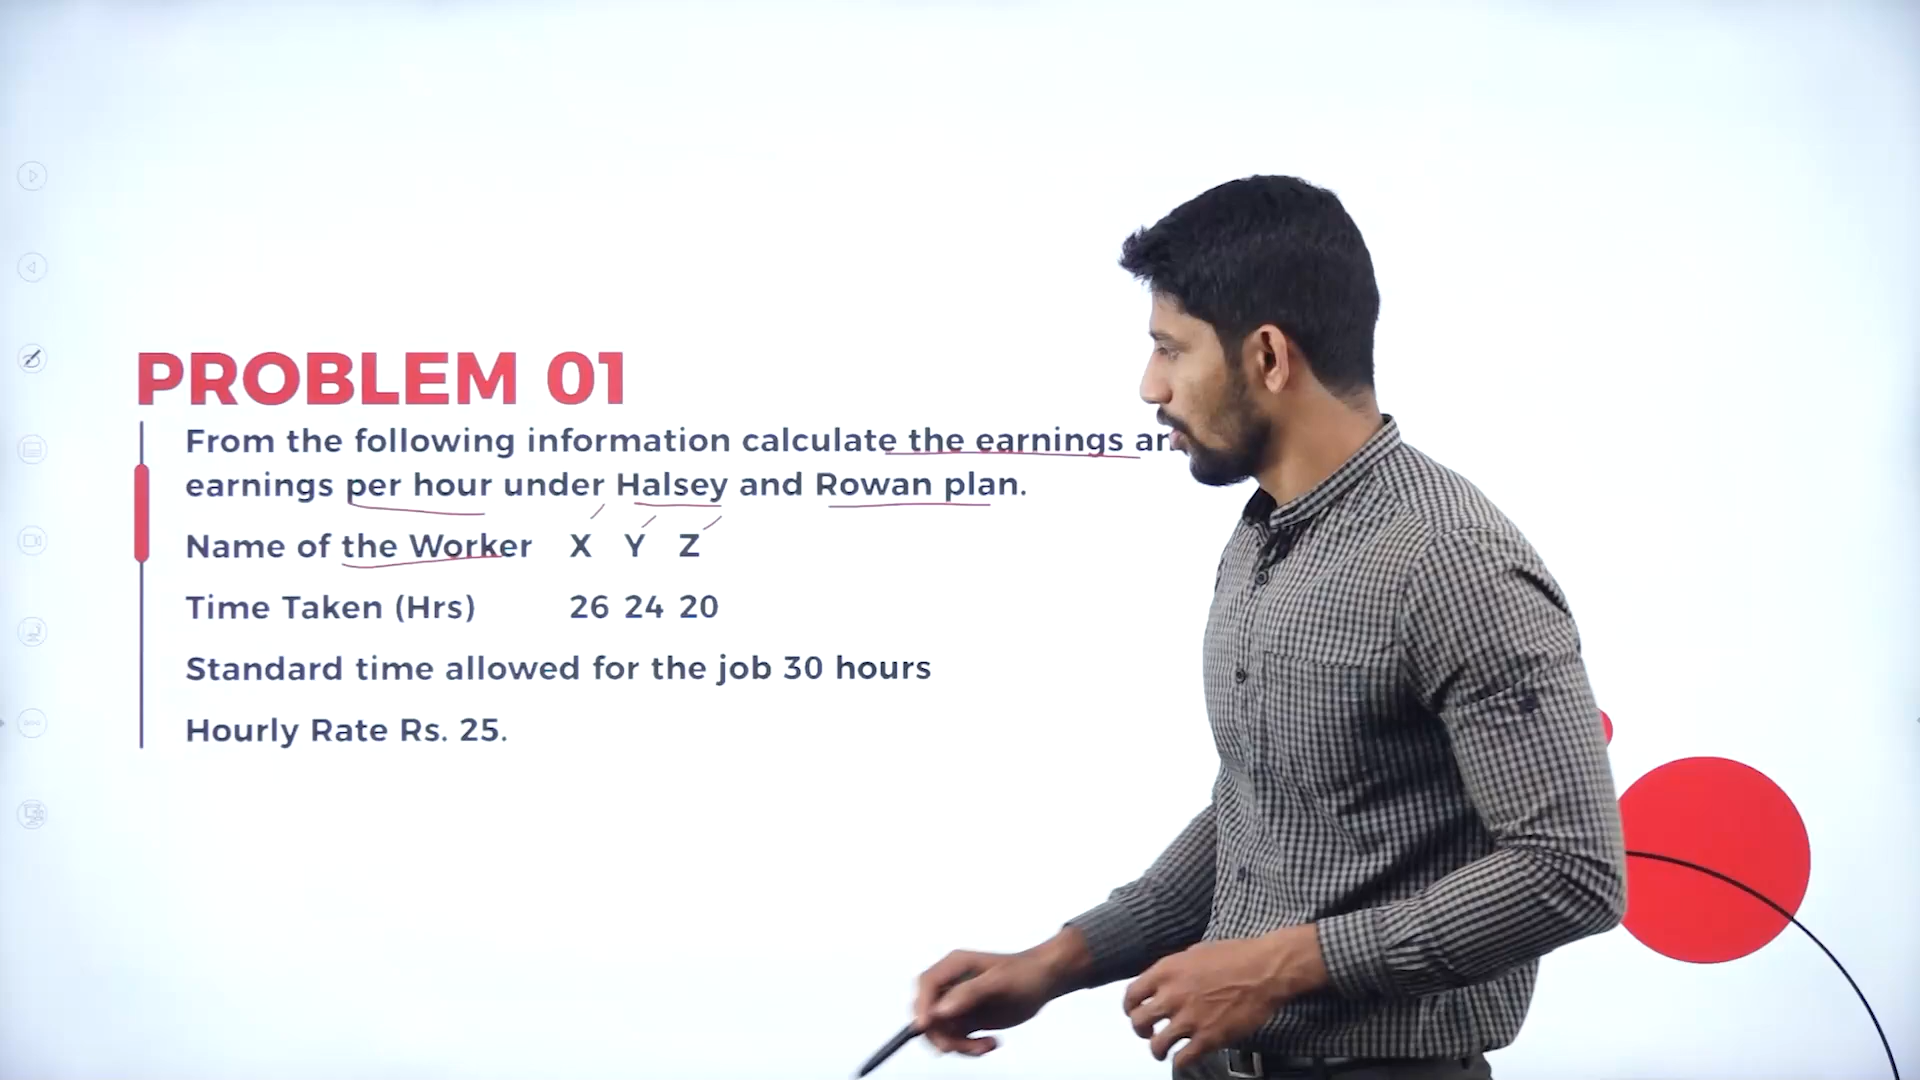 PROBLEM 01
From the following information calculate the earnings
earnings per hour under Halsey and Rowan plan.
Name of the Worker X Y Z
Time Taken (Hrs) 26 24 20
Standard time allowed for the job 30 hours
Hourly Rate Rs. 25.